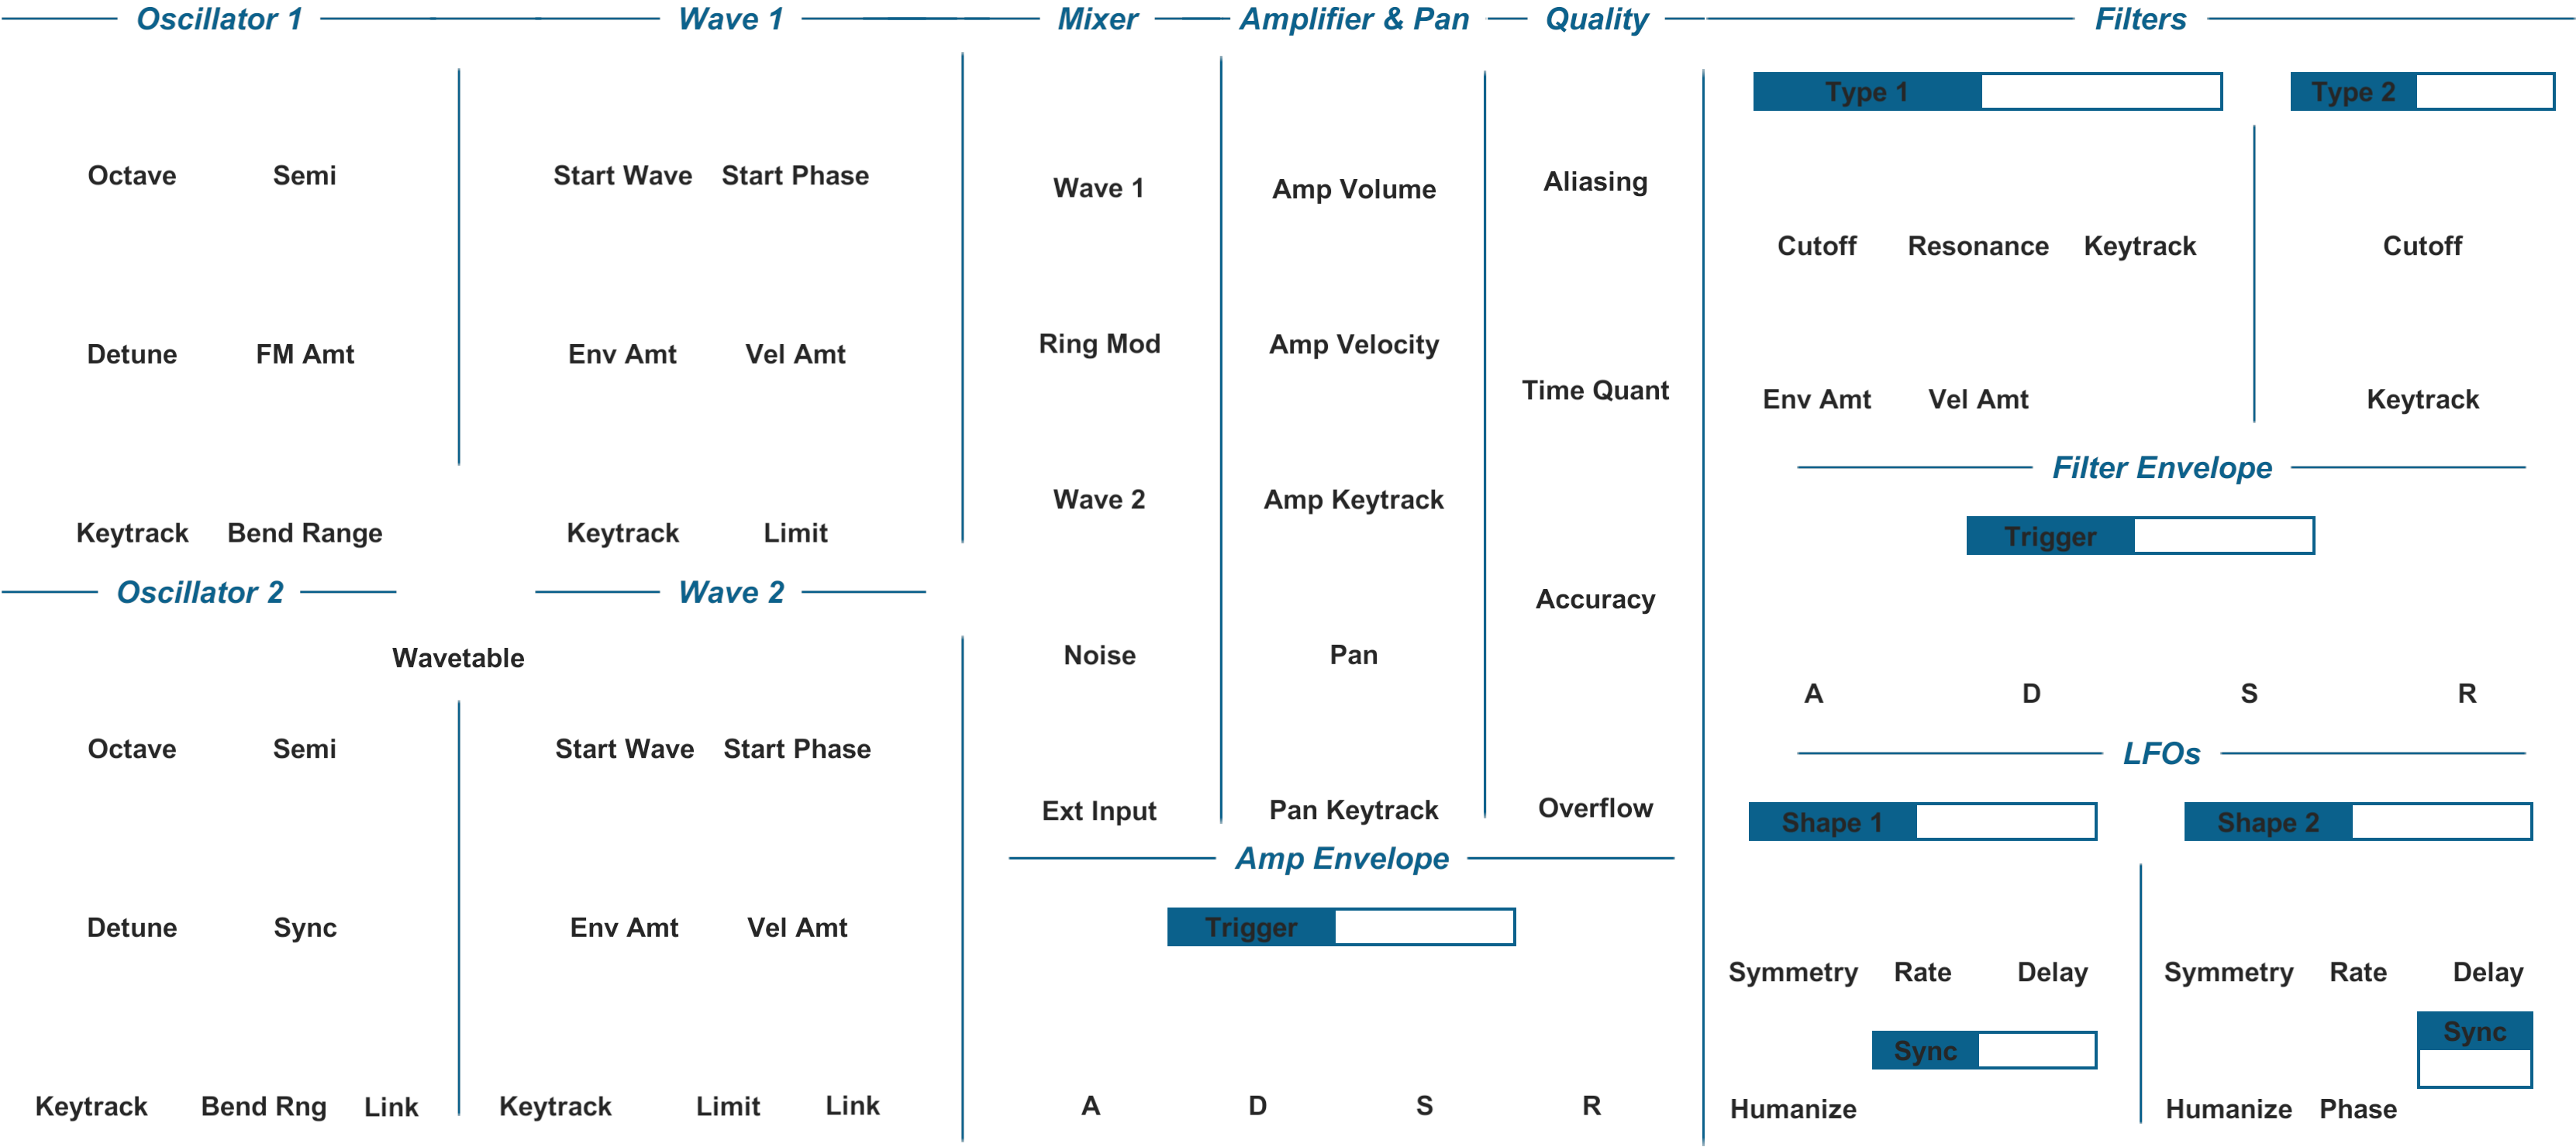 Oscillator 1
Octave Semi
Detune FM Amt
Keytrack Bend Range
Wave 1
Start Wave Start Phase
Env Amt Vel Amt
Keytrack Limit
Oscillator 2
Wavetable
Octave Semi
Detune Sync
Keytrack Bend Rng Link
Wave 2
Start Wave Start Phase
Env Amt Vel Amt
Keytrack Limit Link
Mixer
Wave 1
Ring Mod
Wave 2
Noise
Ext Input
Amplifier & Pan
Amp Volume
Amp Velocity
Amp Keytrack
Pan
Pan Keytrack
Quality
Aliasing
Time Quant
Accuracy
Overflow
Amp Envelope
Trigger
A D S R
Filters
Type 1
Cutoff Resonance Keytrack
Env Amt Vel Amt
Type 2
Cutoff
Keytrack
Filter Envelope
Trigger
A D S R
LFOs
Shape 1
Symmetry Rate Delay
Sync
Humanize
Shape 2
Symmetry Rate Delay
Sync
Humanize Phase